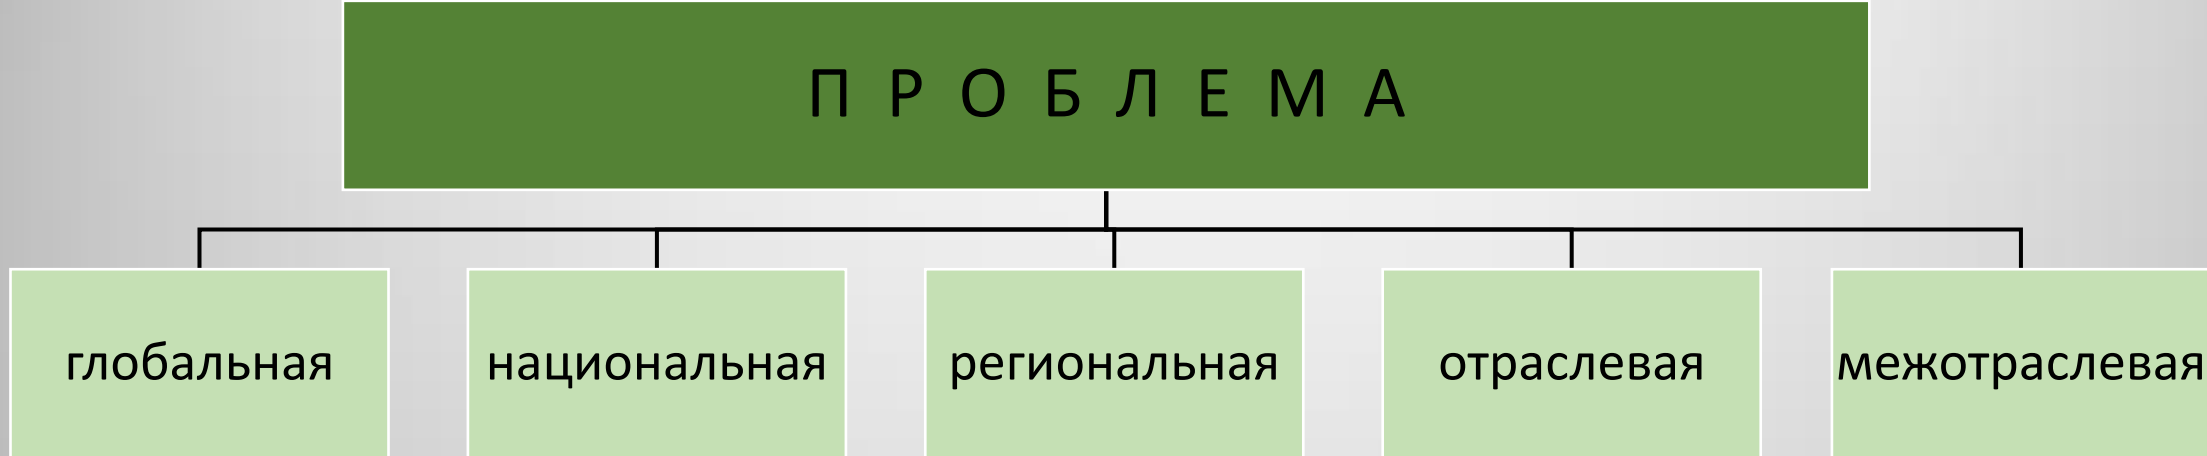 П Р О Б Л Е М А
глобальная
национальная
региональная
отраслевая
межотраслевая